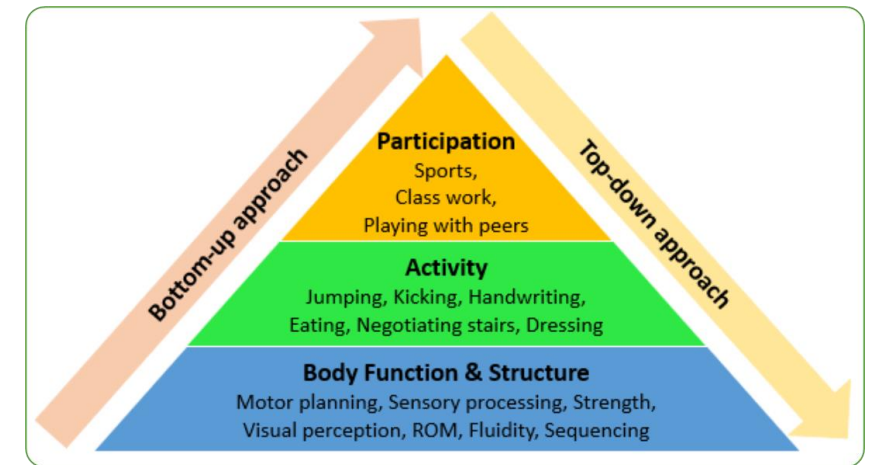 Bottom-up approach
Top-down approach
Participation
Sports,
Class work,
Playing with peers
Activity
Jumping, Kicking, Handwriting,
Eating, Negotiating stairs, Dressing
Body Function & Structure
Motor planning, Sensory processing, Strength,
Visual perception, ROM, Fluidity, Sequencing